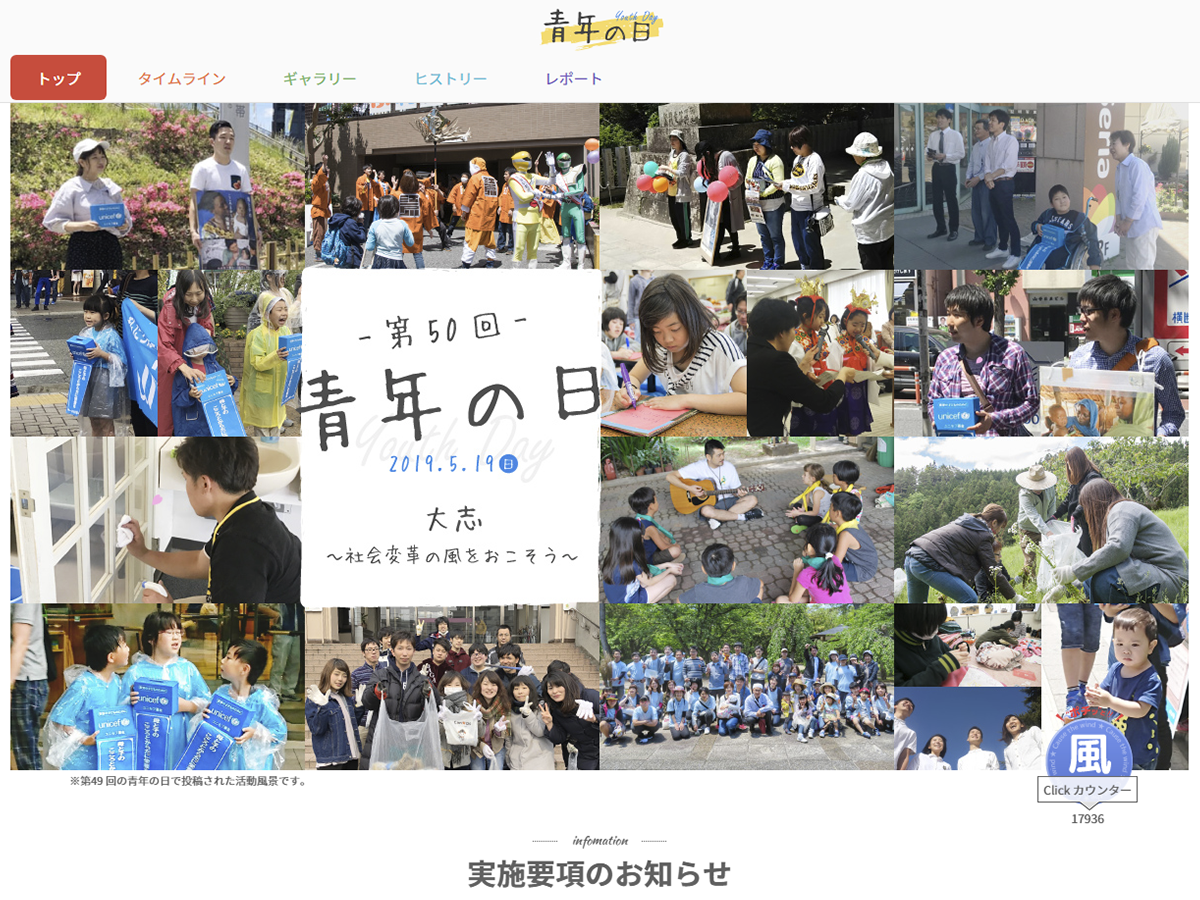 青年の日
Youth Day
トップ
タイムライン
ギャラリー
ヒストリー
レポート
unicef
unicef
unicef
unicef
unicef
- 第50回 -
青年の日
Youth Day
2019.5.19 日
大志
～社会変革の風をおこそう～
※第49 回の青年の日で投稿された活動風景です。
風
Click カウンター
17936
infomation
実施要項のお知らせ